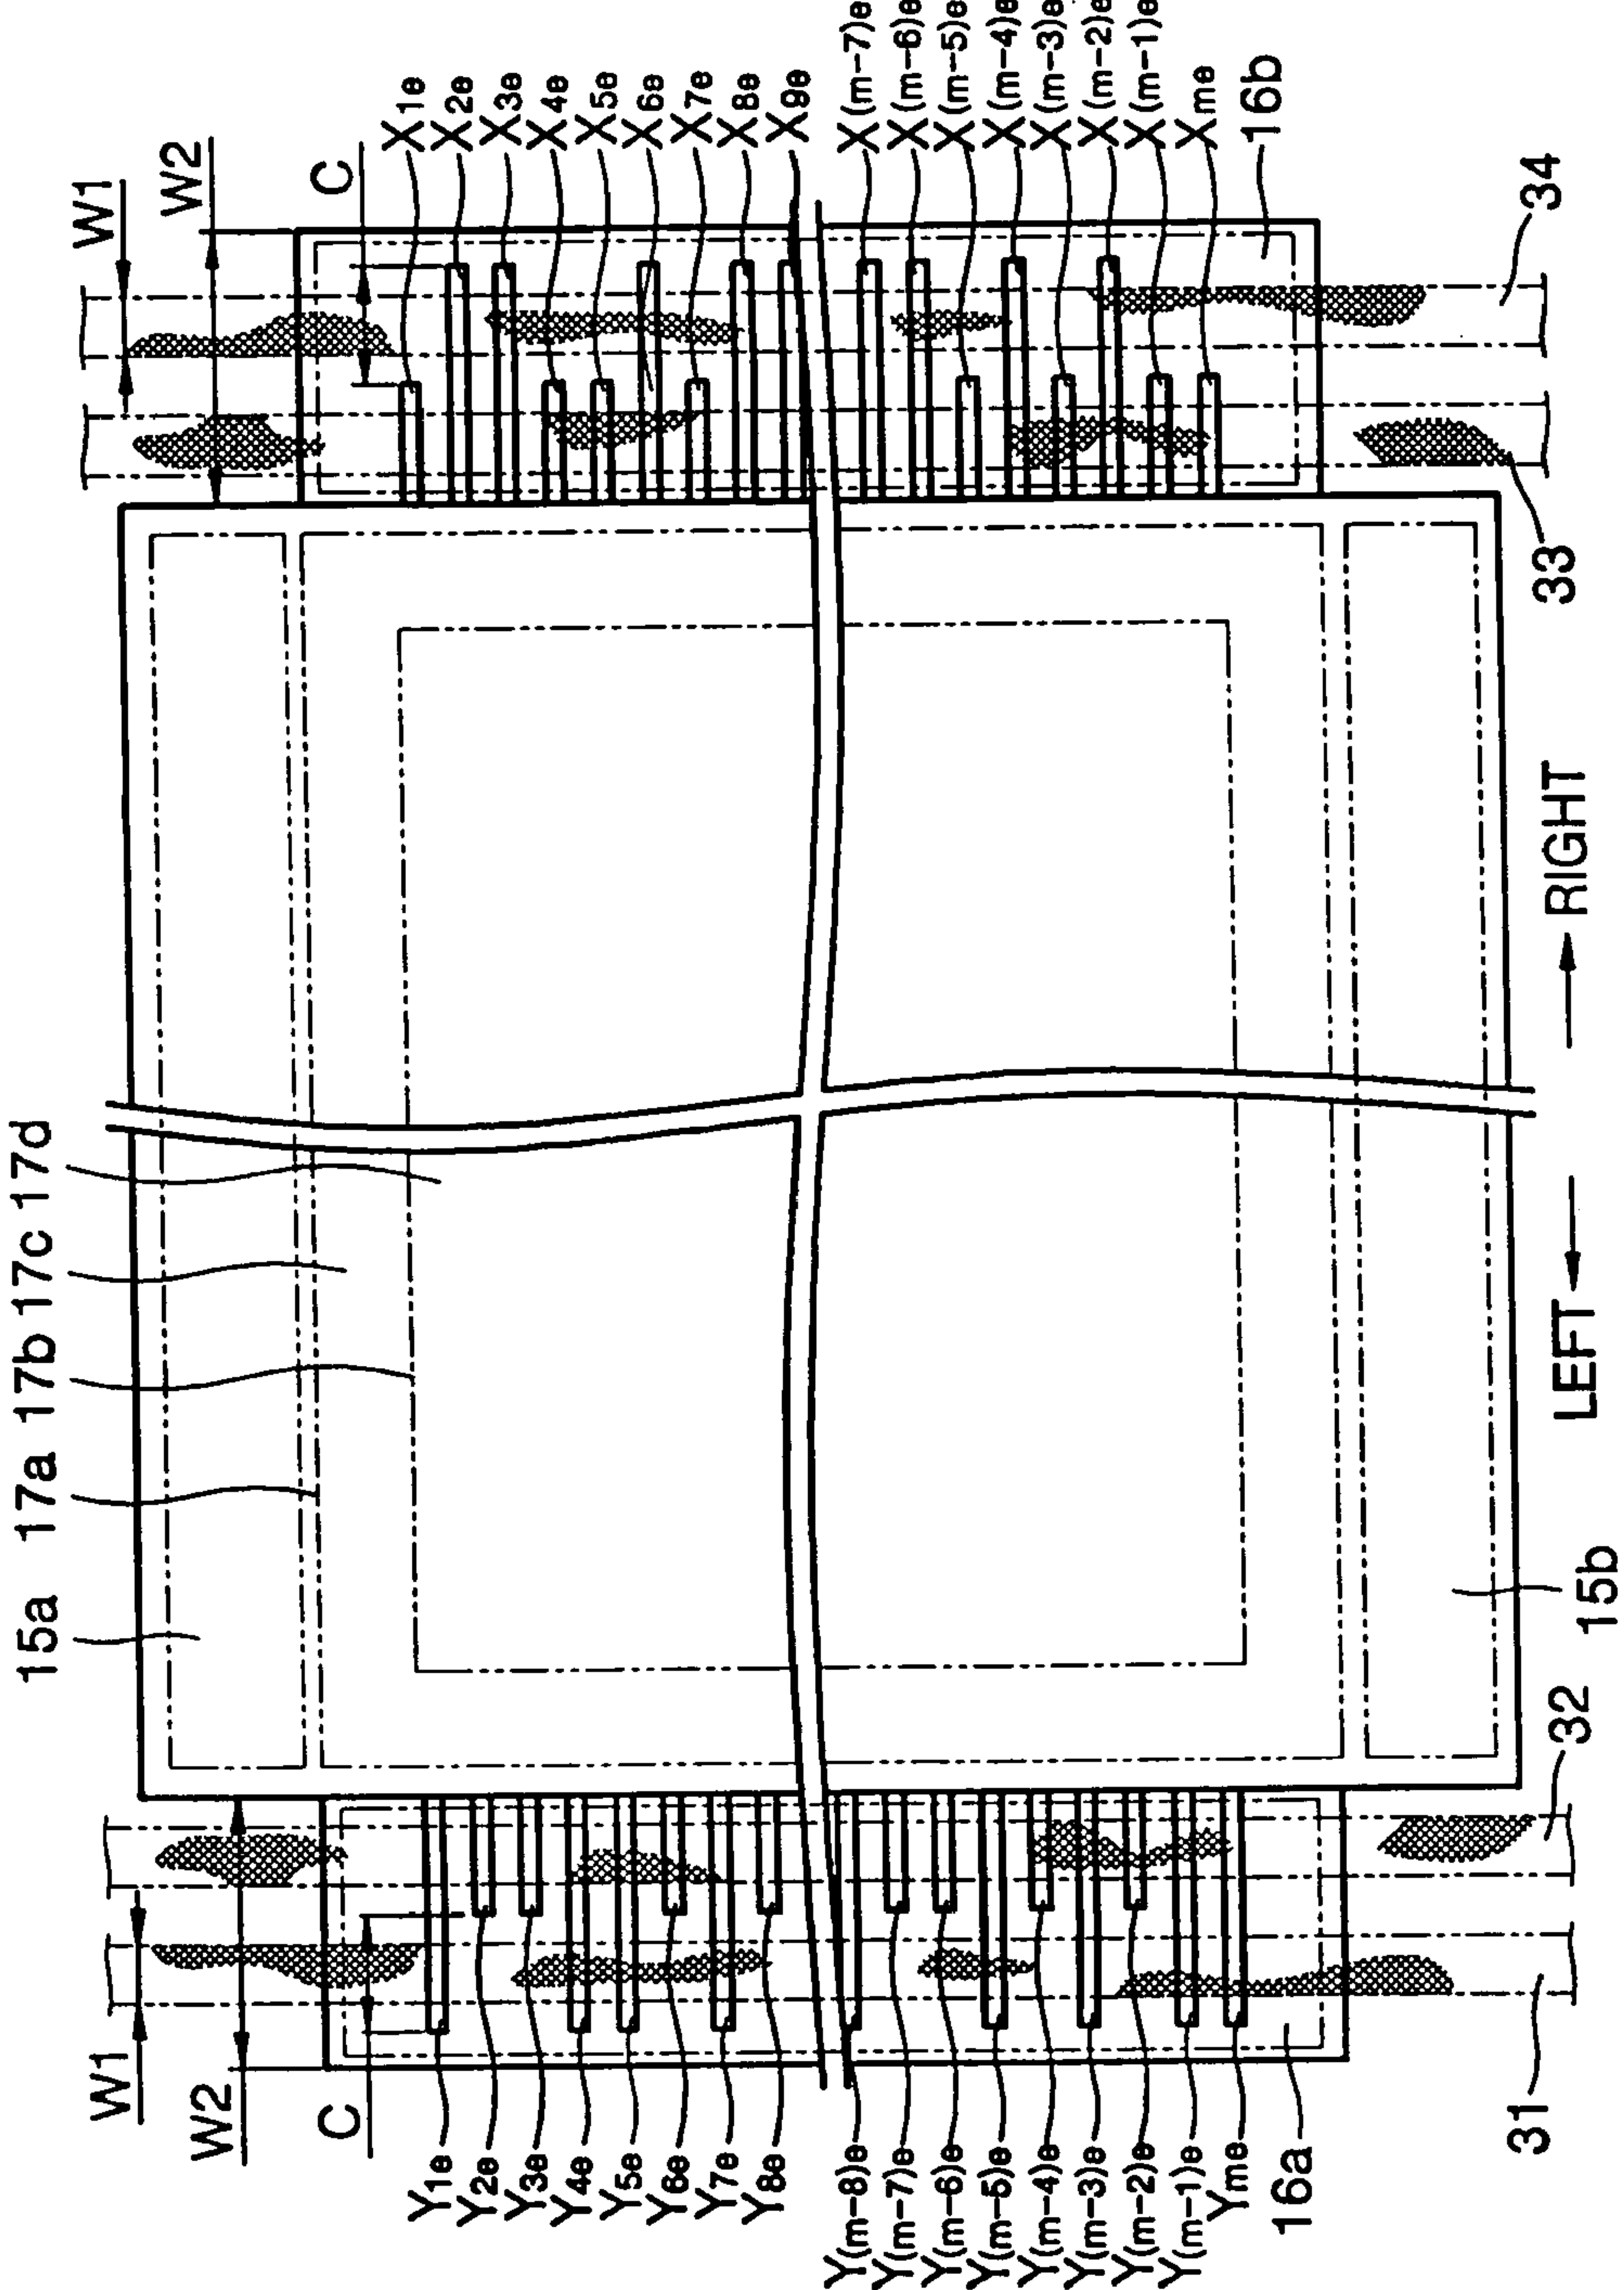 W1
W2
C
X1e
X2e
X3e
X4e
X5e
X6e
X7e
X8e
X9e
X(m-7)e
X(m-6)e
X(m-5)e
X(m-4)e
X(m-3)e
X(m-2)e
X(m-1)e
Xme
16b
34
33
15a 17a 17b 17c 17d
LEFT RIGHT
15b
32
31
W1
W2
C
Y1e
Y2e
Y3e
Y4e
Y5e
Y6e
Y7e
Y8e
Y(m-8)e
Y(m-7)e
Y(m-6)e
Y(m-5)e
Y(m-4)e
Y(m-3)e
Y(m-2)e
Y(m-1)e
Yme
16a